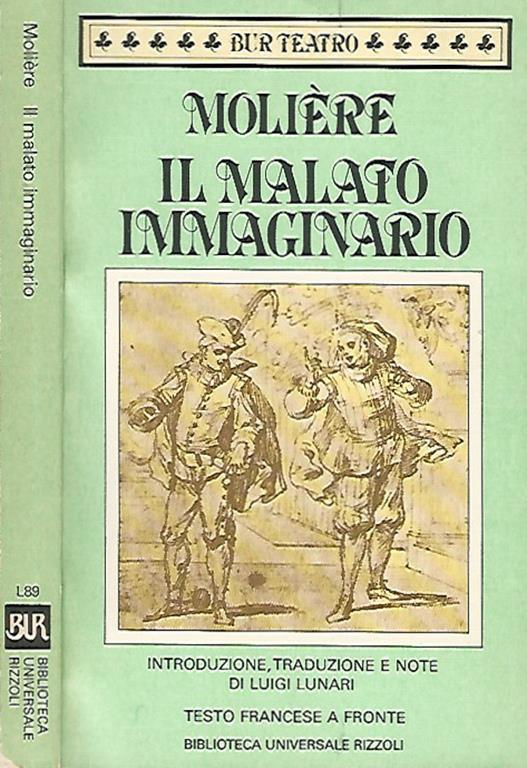 Molière Il malato immaginario
L89
BUR
BIBLIOTECA
UNIVERSALE
RIZZOLI
BUR TEATRO
MOLIÈRE
IL MALATO
IMMAGINARIO
INTRODUZIONE, TRADUZIONE E NOTE
DI LUIGI LUNARI
TESTO FRANCESE A FRONTE
BIBLIOTECA UNIVERSALE RIZZOLI